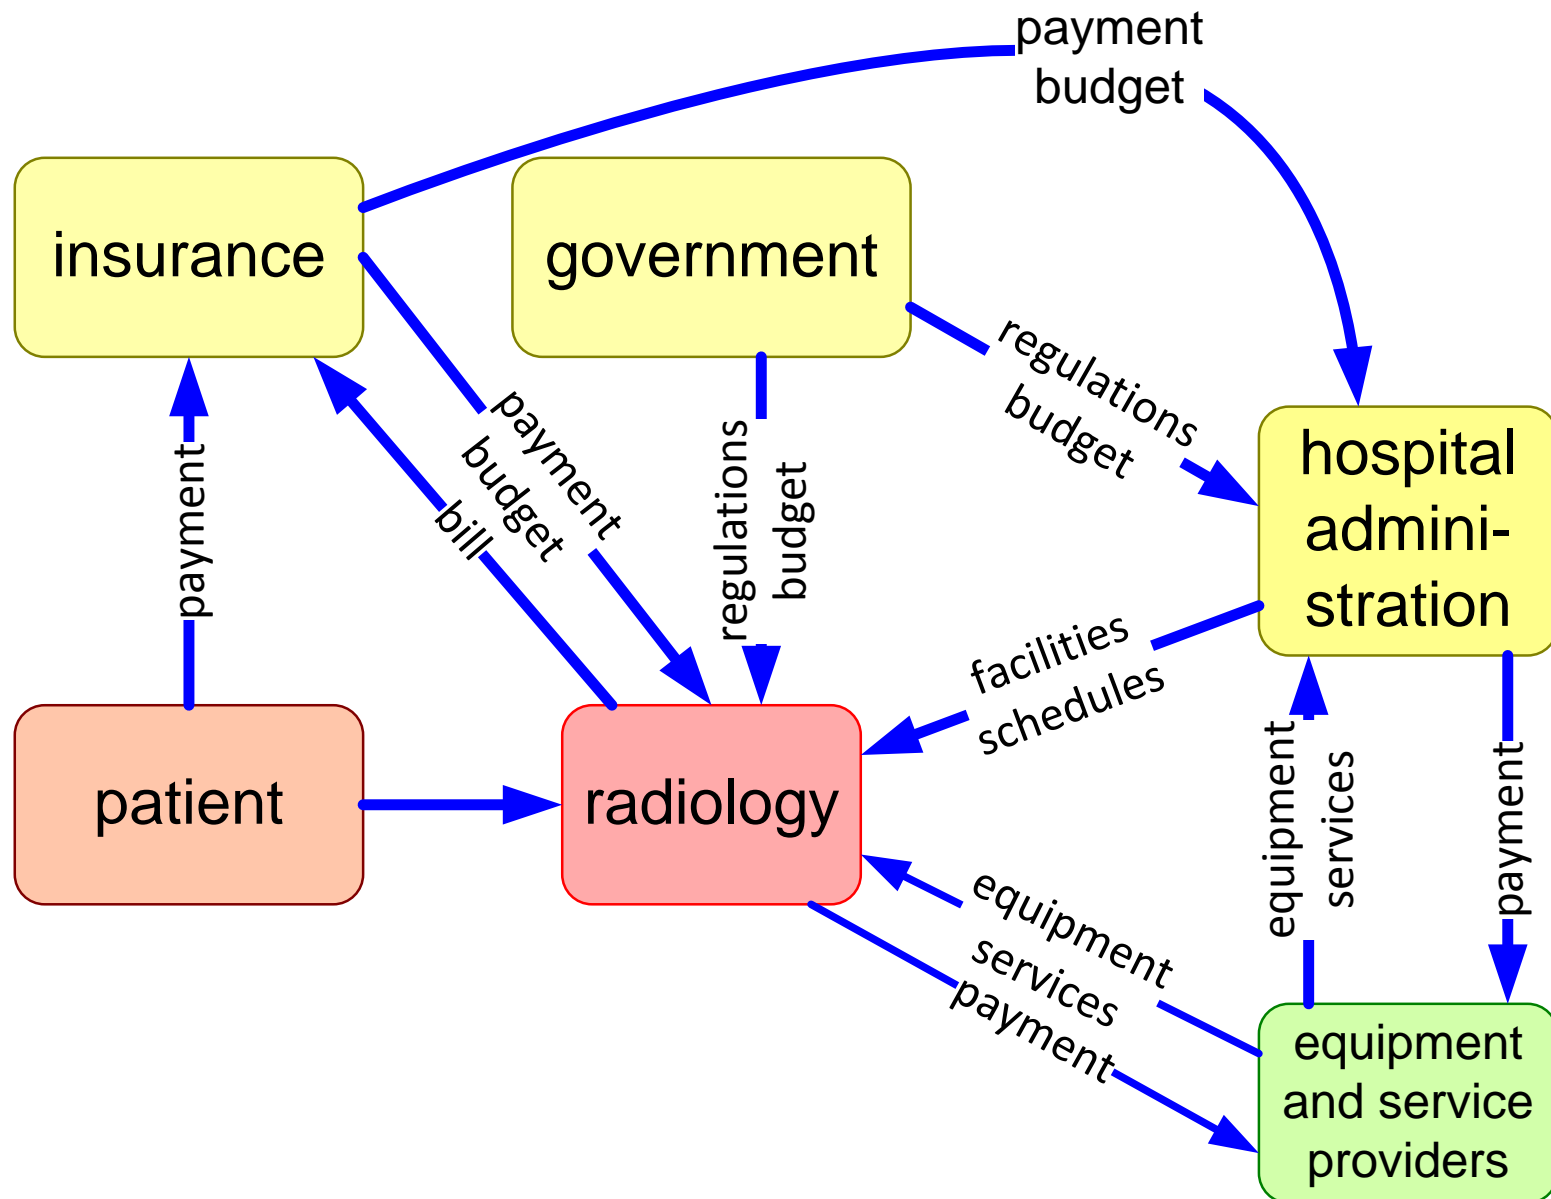 payment
budget
insurance
government
regulations
budget
payment
budget
bill
payment
regulations
budget
hospital
admini-
stration
facilities
schedules
patient
radiology
equipment
services
payment
equipment
services
payment
equipment
and service
providers